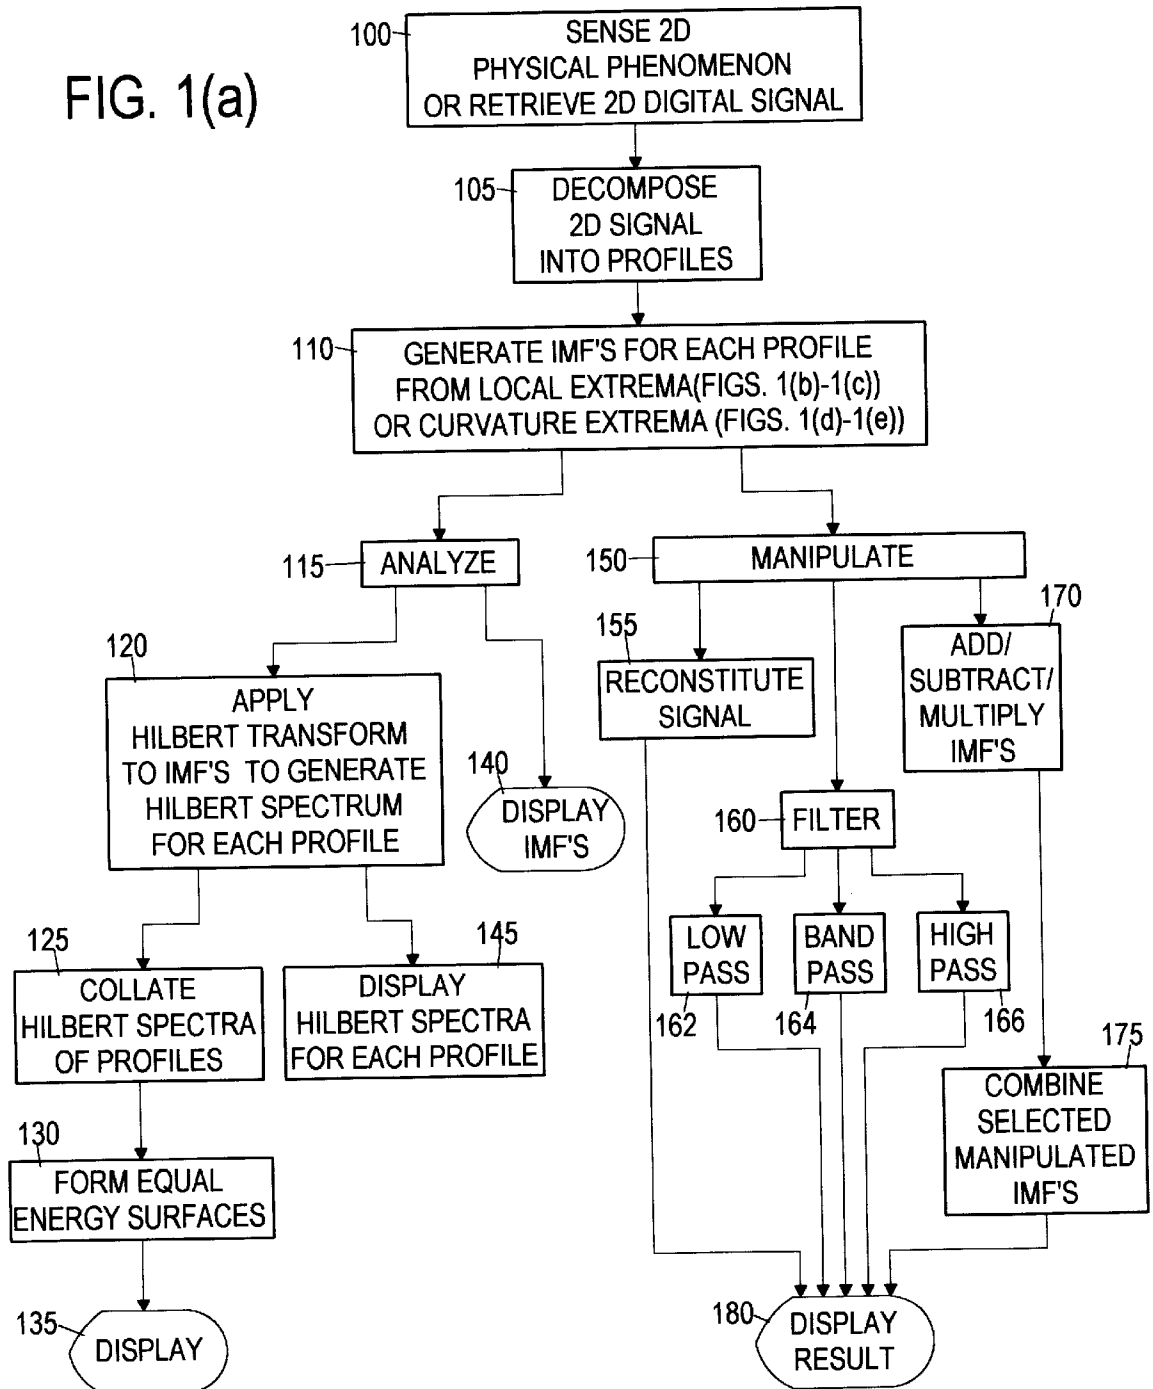 FIG. 1(a)
100
SENSE 2D
PHYSICAL PHENOMENON
OR RETRIEVE 2D DIGITAL SIGNAL
105
DECOMPOSE
2D SIGNAL
INTO PROFILES
110
GENERATE IMF'S FOR EACH PROFILE
FROM LOCAL EXTREMA(FIGS. 1(b)-1(c))
OR CURVATURE EXTREMA (FIGS. 1(d)-1(e))
115
ANALYZE
150
MANIPULATE
120
APPLY
HILBERT TRANSFORM
TO IMF'S TO GENERATE
HILBERT SPECTRUM
FOR EACH PROFILE
140
DISPLAY
IMF'S
155
RECONSTITUTE
SIGNAL
170
ADD/
SUBTRACT/
MULTIPLY
IMF'S
160
FILTER
LOW
PASS
162
BAND
PASS
164
HIGH
PASS
166
125
COLLATE
HILBERT SPECTRA
OF PROFILES
145
DISPLAY
HILBERT SPECTRA
FOR EACH PROFILE
175
COMBINE
SELECTED
MANIPULATED
IMF'S
130
FORM EQUAL
ENERGY SURFACES
135
DISPLAY
180
DISPLAY
RESULT